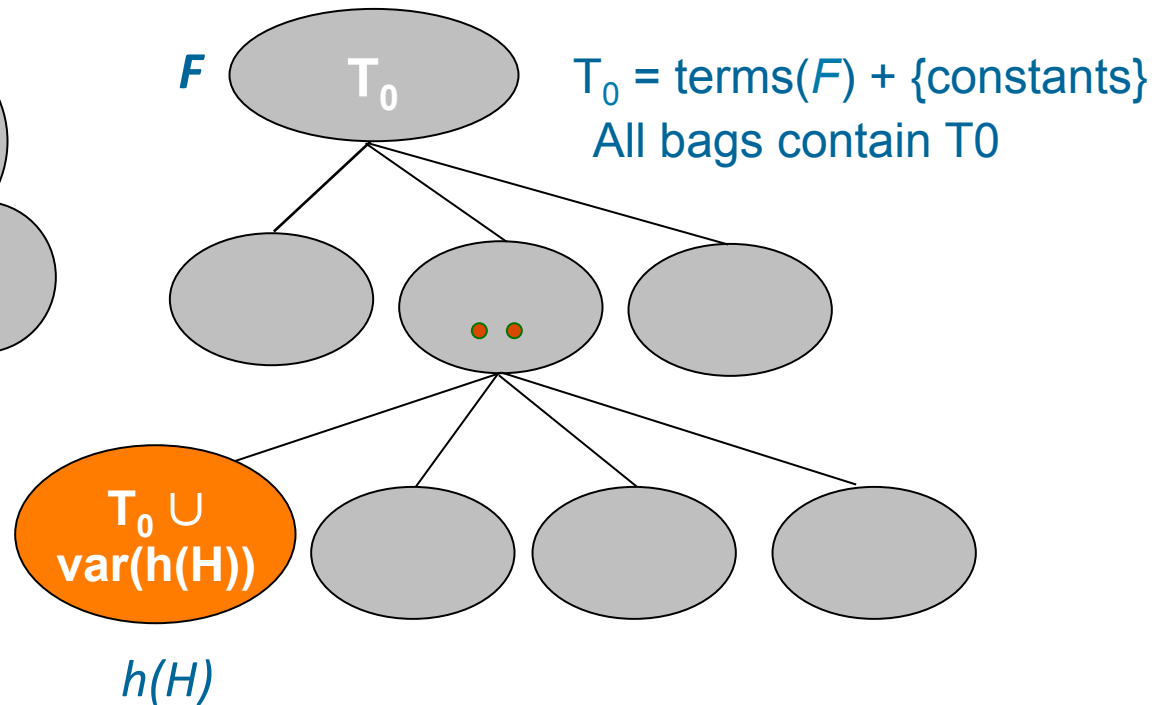 F
T₀
T₀ = terms(F) + {constants}
All bags contain T0
T₀ ∪
var(h(H))
h(H)